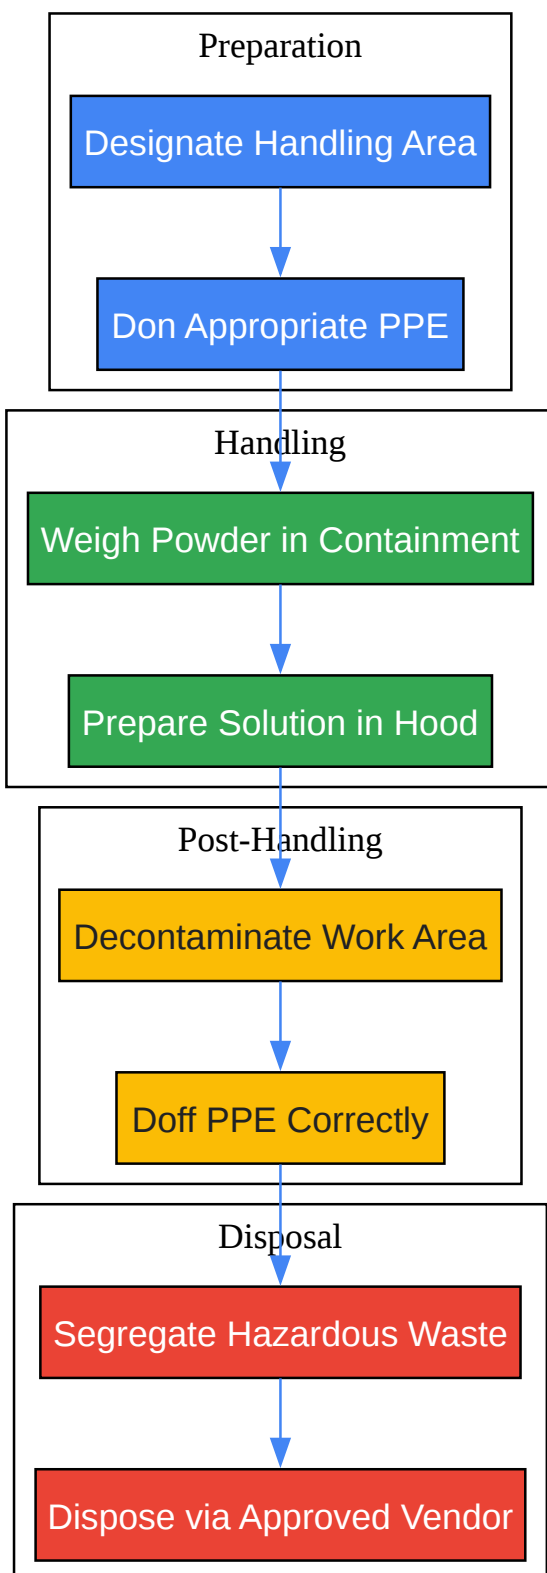 Preparation
Designate Handling Area
Don Appropriate PPE
Handling
Weigh Powder in Containment
Prepare Solution in Hood
Post-Handling
Decontaminate Work Area
Doff PPE Correctly
Disposal
Segregate Hazardous Waste
Dispose via Approved Vendor